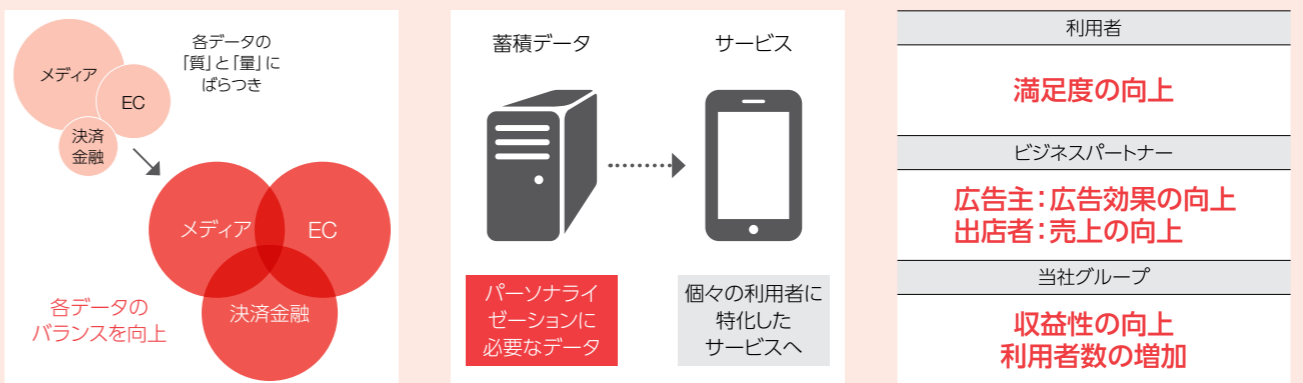 各データの
「質」と「量」に
ばらつき
メディア
EC
決済
金融
メディア
EC
決済金融
各データの
バランスを向上
蓄積データ
サービス
パーソナライ
ゼーションに
必要なデータ
個々の利用者に
特化した
サービスへ
利用者
満足度の向上
ビジネスパートナー
広告主:広告効果の向上
出店者:売上の向上
当社グループ
収益性の向上
利用者数の増加